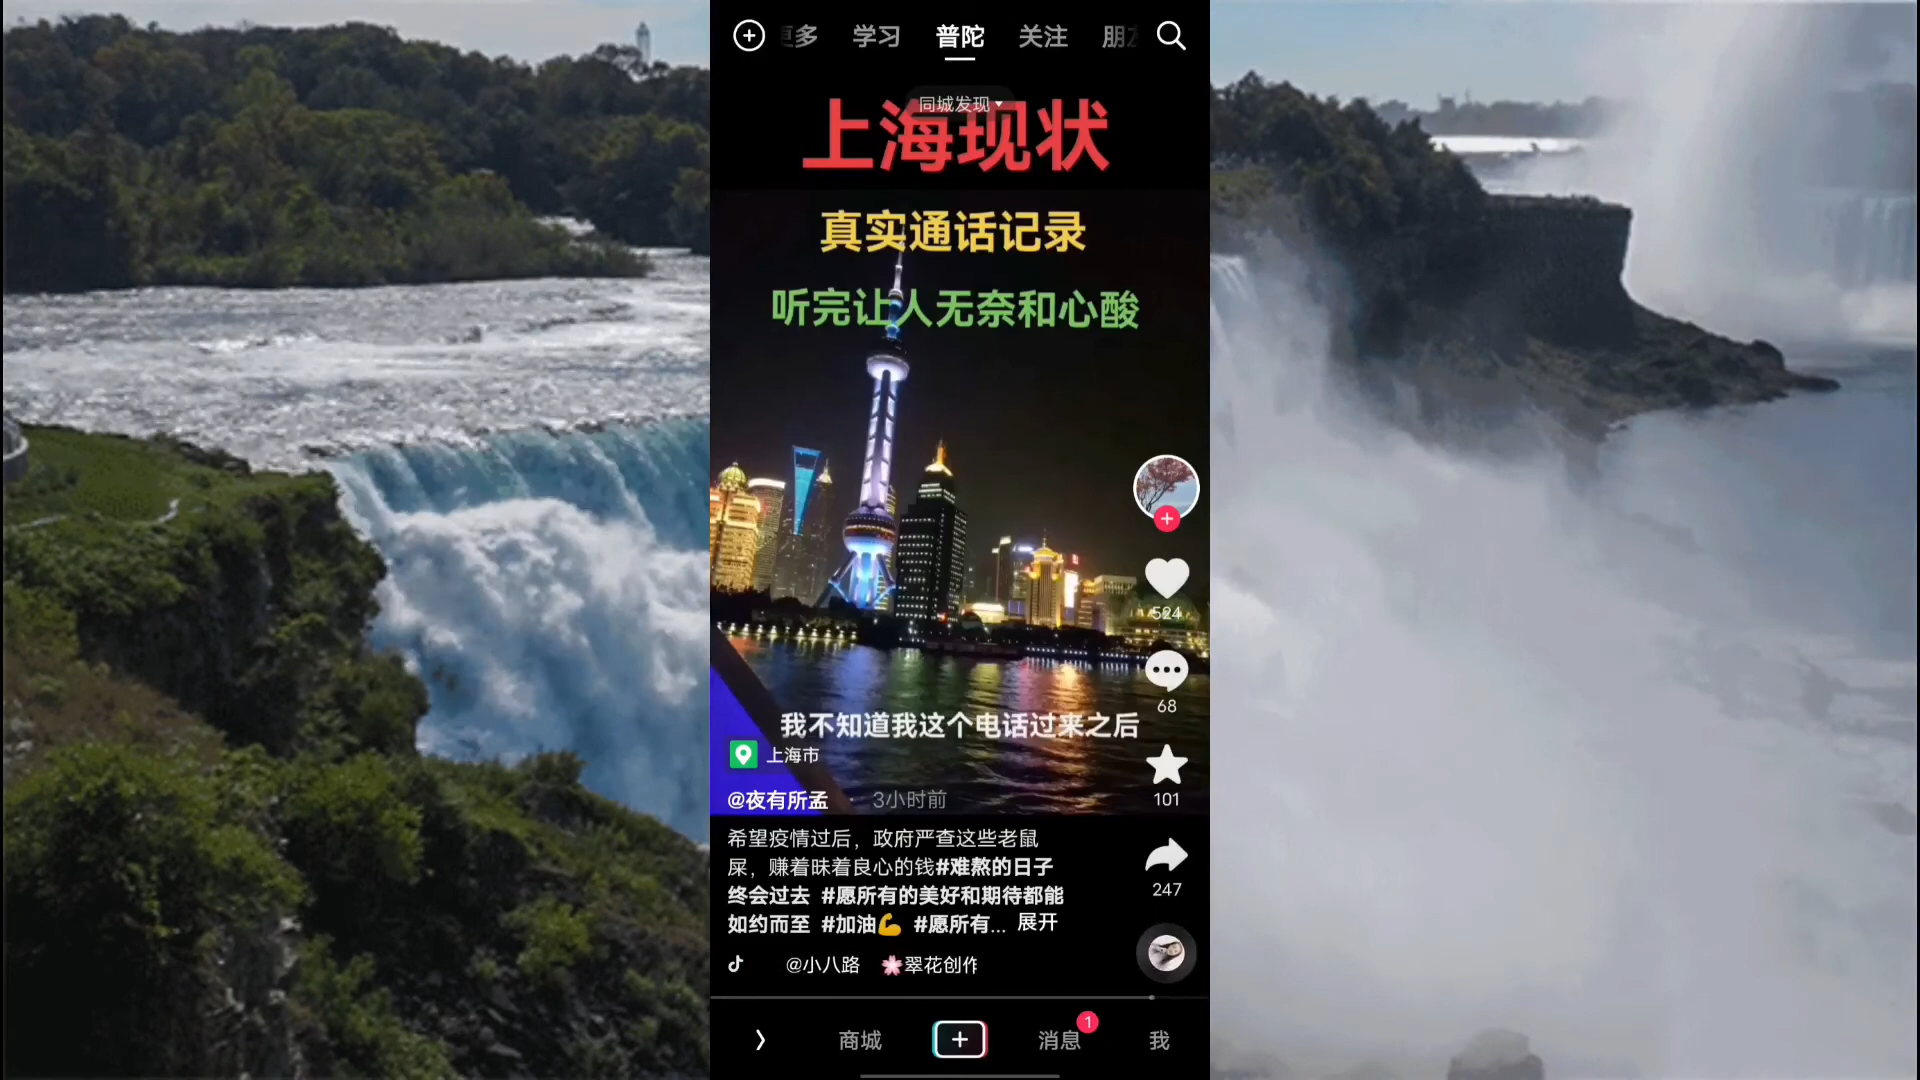 更多 学习 普陀 关注
同城发现
上海现状
真实通话记录
听完让人无奈和心酸
524
68
我不知道我这个电话过来之后
上海市
101
@夜有所孟 · 3小时前
希望疫情过后，政府严查这些老鼠
屎，赚着昧着良心的钱#难熬的日子
终会过去 #愿所有的美好和期待都能
如约而至 #加油💪 #愿所有... 展开
247
@小八路 🌸翠花创作
商城 消息 1 我